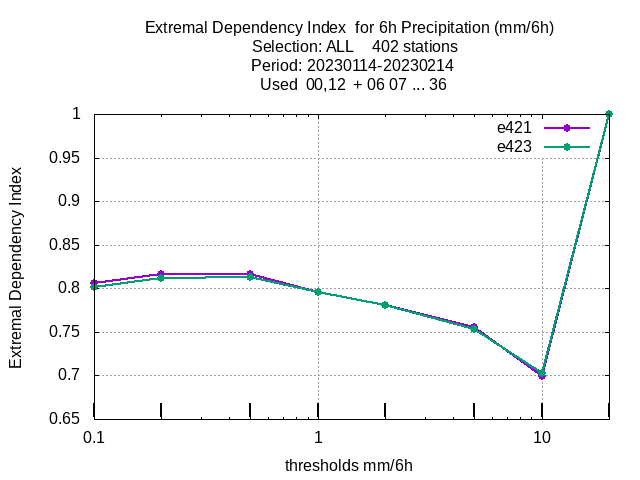 Extremal Dependency Index  for 6h Precipitation (mm/6h)
Selection: ALL    402 stations
Period: 20230114-20230214
Used  00,12  + 06 07 ... 36
e421
e423
1
0.95
0.9
0.85
0.8
0.75
0.7
0.65
Extremal Dependency Index
0.1
1
10
thresholds mm/6h